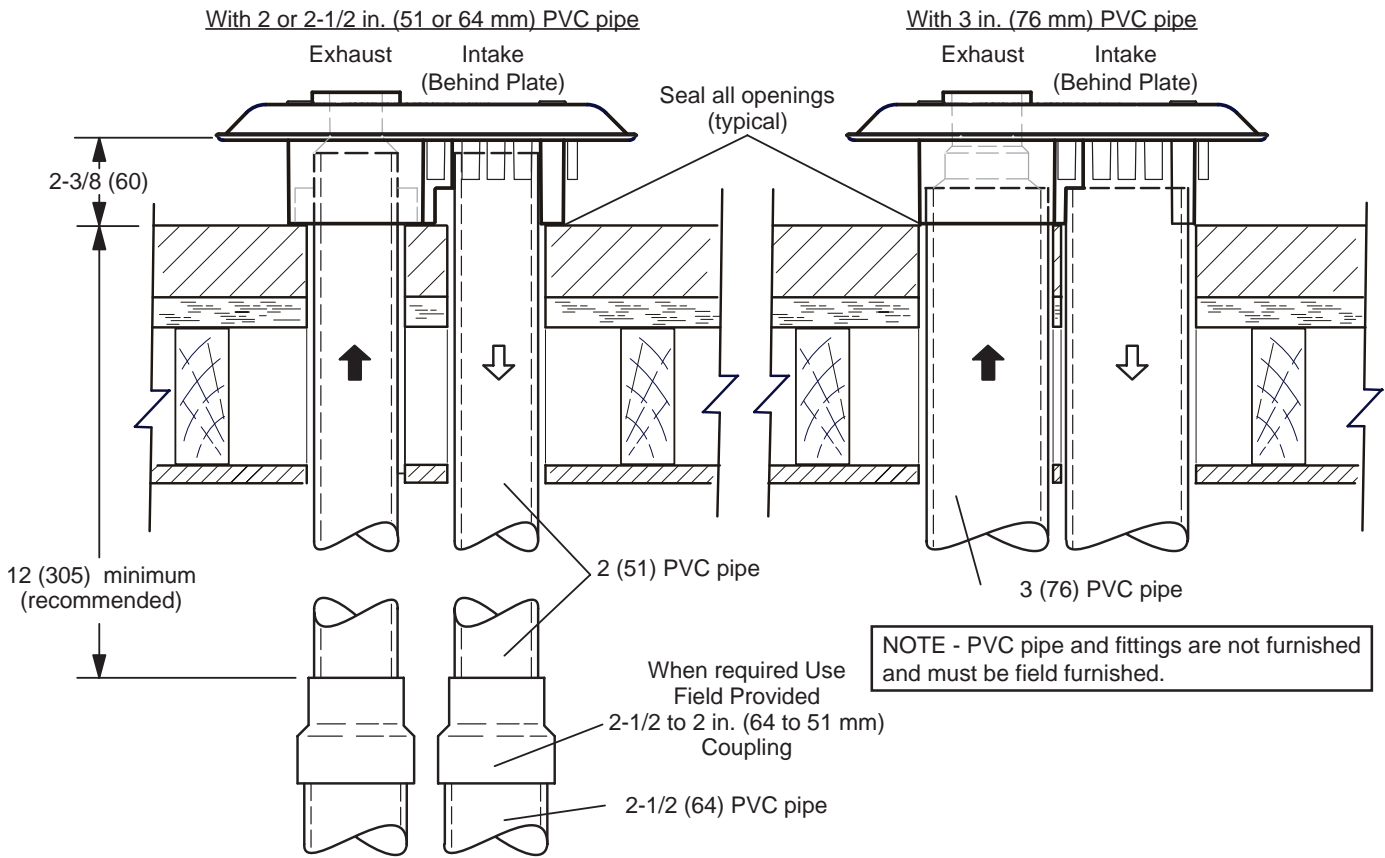 With 2 or 2-1/2 in. (51 or 64 mm) PVC pipe
Exhaust
Intake
(Behind Plate)
With 3 in. (76 mm) PVC pipe
Exhaust
Intake
(Behind Plate)
Seal all openings
(typical)
2-3/8 (60)
12 (305) minimum
(recommended)
2 (51) PVC pipe
3 (76) PVC pipe
NOTE - PVC pipe and fittings are not furnished
and must be field furnished.
When required Use
Field Provided
2-1/2 to 2 in. (64 to 51 mm)
Coupling
2-1/2 (64) PVC pipe